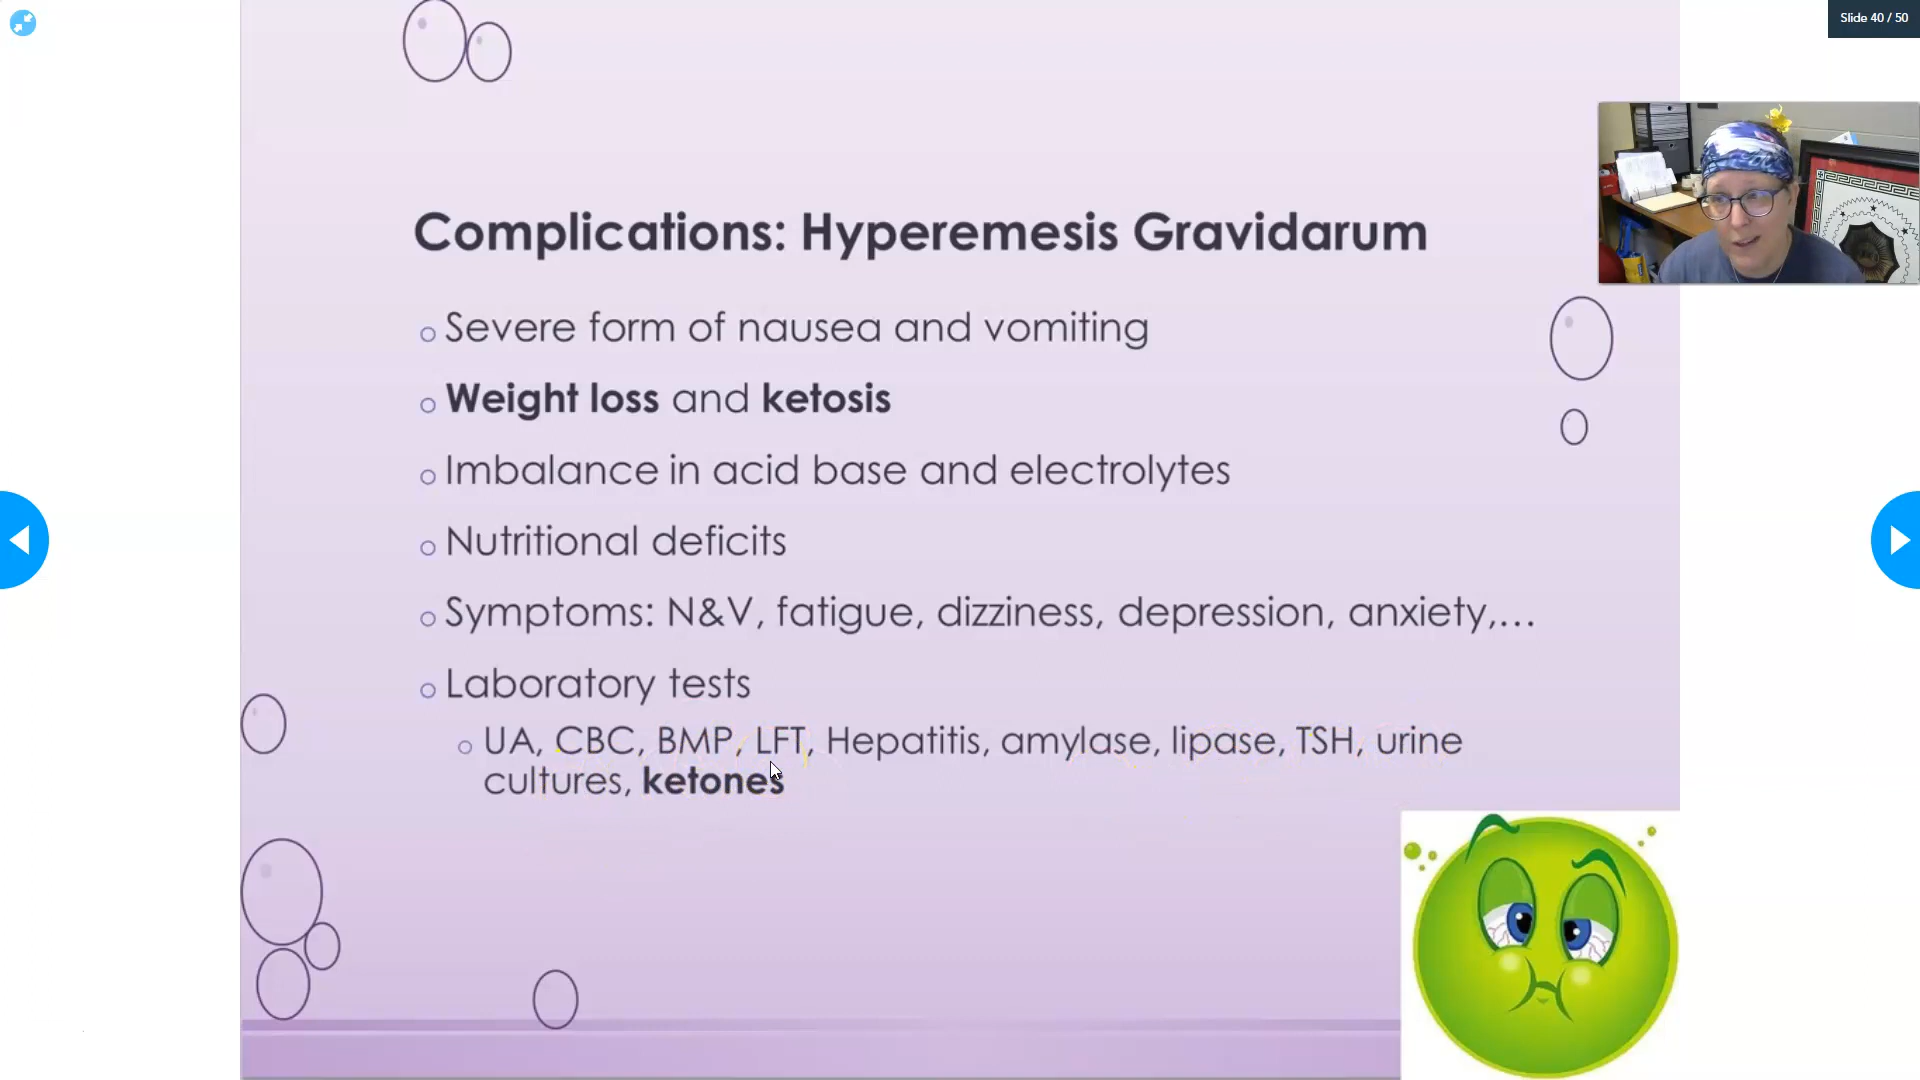 Slide 40 / 50
Complications: Hyperemesis Gravidarum
Severe form of nausea and vomiting
Weight loss and ketosis
Imbalance in acid base and electrolytes
Nutritional deficits
Symptoms: N&V, fatigue, dizziness, depression, anxiety,...
Laboratory tests
UA, CBC, BMP, LFT, Hepatitis, amylase, lipase, TSH, urine
cultures, ketones